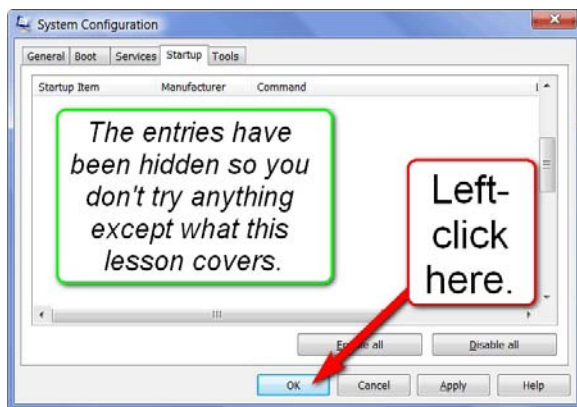 System Configuration
General Boot Services Startup Tools
Startup Item Manufacturer Command
The entries have
been hidden so you
don't try anything
except what this
lesson covers.
Left-
click
here.
Disable all
OK Cancel Apply Help